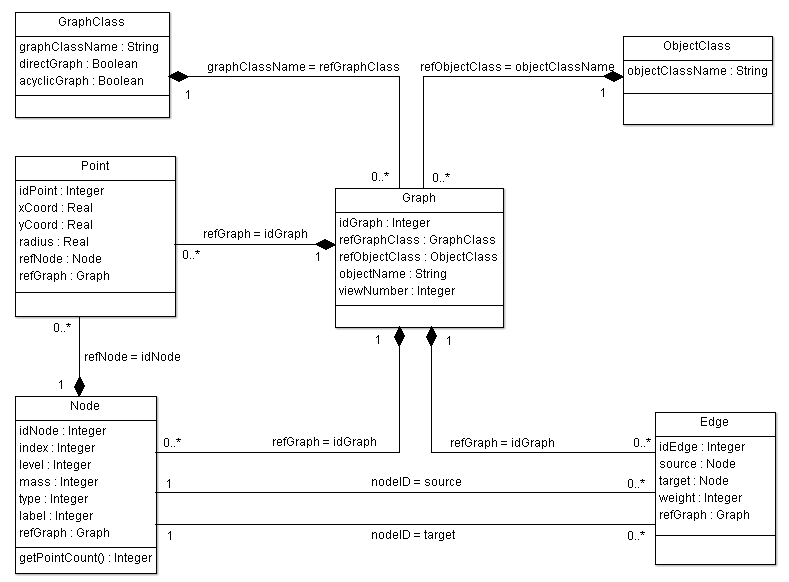 GraphClass
graphClassName : String
directGraph : Boolean
acyclicGraph : Boolean
graphClassName = refGraphClass
1
0..*
ObjectClass
objectClassName : String
refObjectClass = objectClassName
1
0..*
Point
idPoint : Integer
xCoord : Real
yCoord : Real
radius : Real
refNode : Node
refGraph : Graph
refGraph = idGraph
0..*
1
Graph
idGraph : Integer
refGraphClass : GraphClass
refObjectClass : ObjectClass
objectName : String
viewNumber : Integer
0..*
refNode = idNode
1
1
1
Node
idNode : Integer
index : Integer
level : Integer
mass : Integer
type : Integer
label : Integer
refGraph : Graph
getPointCount() : Integer
0..*
refGraph = idGraph
refGraph = idGraph
0..*
1
nodeID = source
0..*
1
nodeID = target
0..*
Edge
idEdge : Integer
source : Node
target : Node
weight : Integer
refGraph : Graph